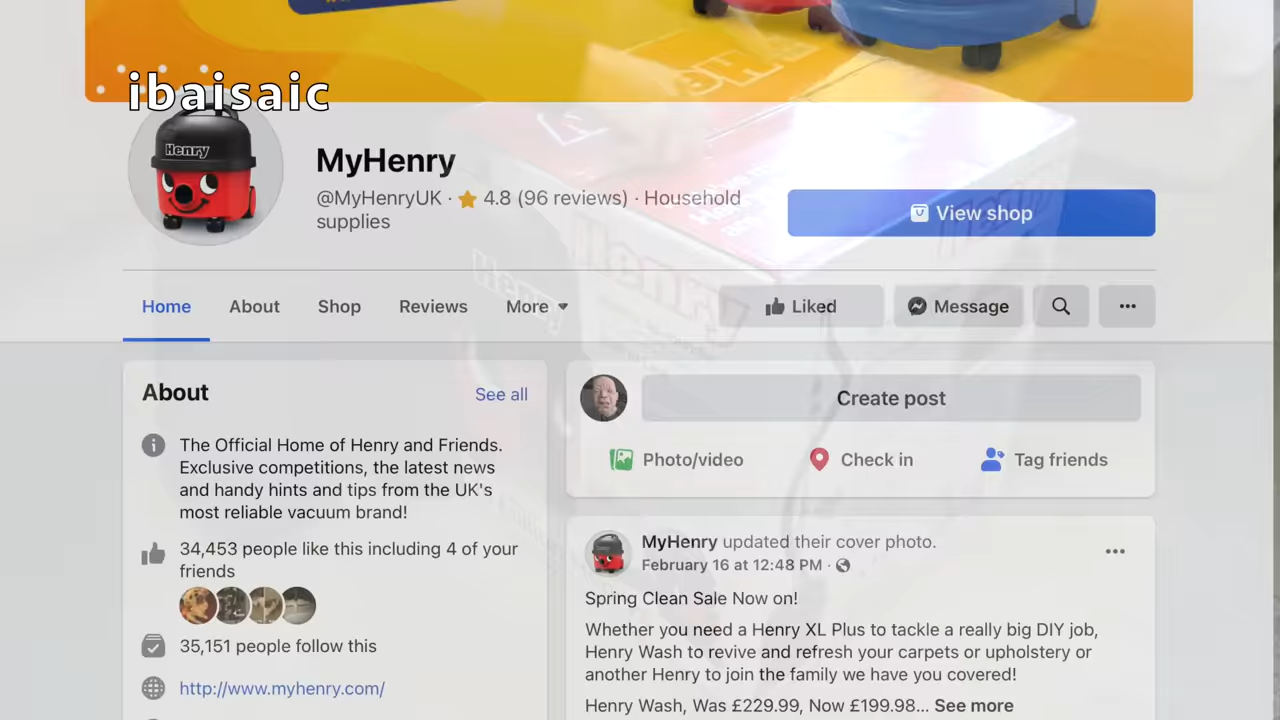 ibaisaic
Henry
MyHenry
@MyHenryUK · 4.8 (96 reviews) · Household
supplies
View shop
Home About Shop Reviews More
Liked Message
About See all
The Official Home of Henry and Friends.
Exclusive competitions, the latest news
and handy hints and tips from the UK's
most reliable vacuum brand!
34,453 people like this including 4 of your
friends
35,151 people follow this
http://www.myhenry.com/
Create post
Photo/video Check in Tag friends
MyHenry updated their cover photo.
February 16 at 12:48 PM ·
Spring Clean Sale Now on!
Whether you need a Henry XL Plus to tackle a really big DIY job,
Henry Wash to revive and refresh your carpets or upholstery or
another Henry to join the family we have you covered!
Henry Wash, Was £229.99, Now £199.98... See more
Henry
Henry